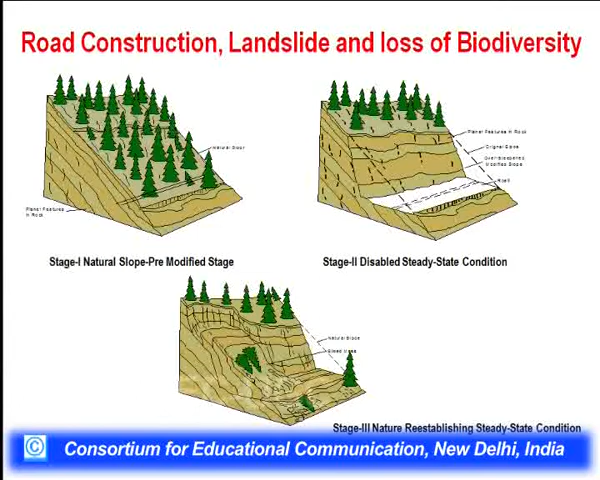 Road Construction, Landslide and loss of Biodiversity
Planar Features
In Rock
Stage-I Natural Slope-Pre Modified Stage
Planar Features In Rock
Original Slope
Modified Slope
Road
Stage-II Disabled Steady-State Condition
Natural Slope
Stage-III Nature Reestablishing Steady-State Condition
© Consortium for Educational Communication, New Delhi, India